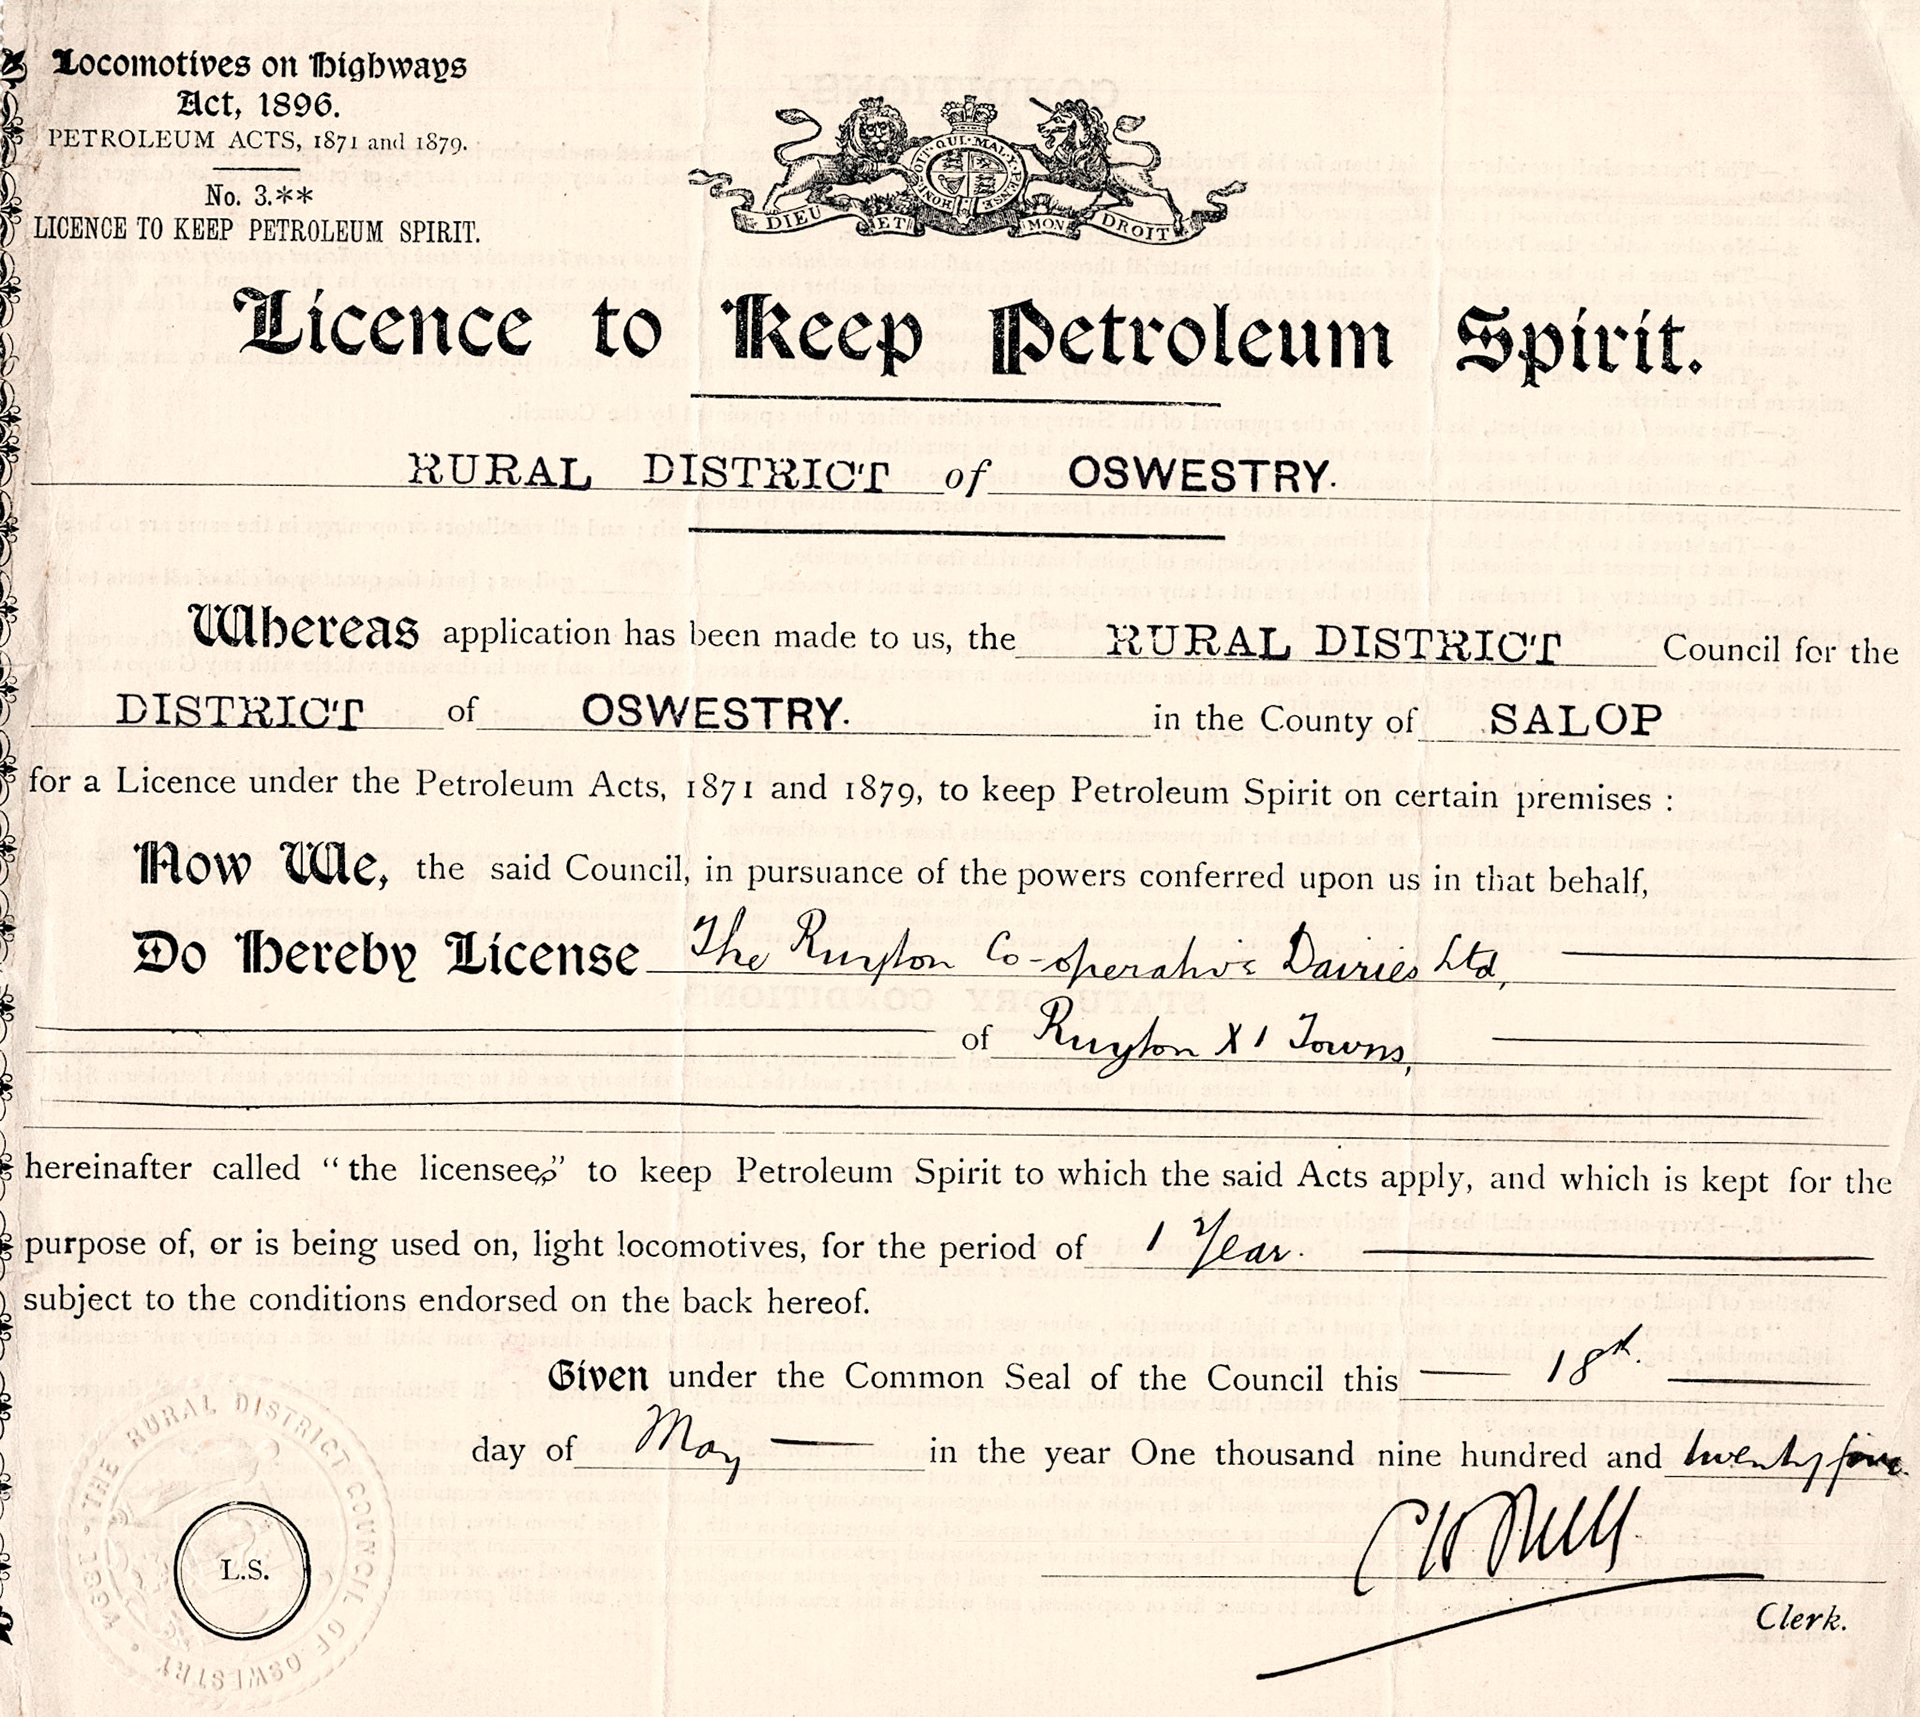 Locomotives on Highways
Act, 1896.
PETROLEUM ACTS, 1871 and 1879.
No. 3.**
LICENCE TO KEEP PETROLEUM SPIRIT.
HONI·SOIT·QUI·MAL·Y·PENSE
DIEU ET MON DROIT
Licence to Keep Petroleum Spirit.
RURAL DISTRICT of OSWESTRY.
Whereas application has been made to us, the RURAL DISTRICT Council for the
DISTRICT of OSWESTRY. in the County of SALOP
for a Licence under the Petroleum Acts, 1871 and 1879, to keep Petroleum Spirit on certain premises :
Now We, the said Council, in pursuance of the powers conferred upon us in that behalf,
Do Hereby License The Ruyton Co-operative Dairies Ltd,
of Ruyton XI Towns,
hereinafter called “the licensees” to keep Petroleum Spirit to which the said Acts apply, and which is kept for the
purpose of, or is being used on, light locomotives, for the period of 1 Year.
subject to the conditions endorsed on the back hereof.
Given under the Common Seal of the Council this 18th.
day of May in the year One thousand nine hundred and twenty
Clerk.
L.S.
THE RURAL DISTRICT COUNCIL OF OSWESTRY